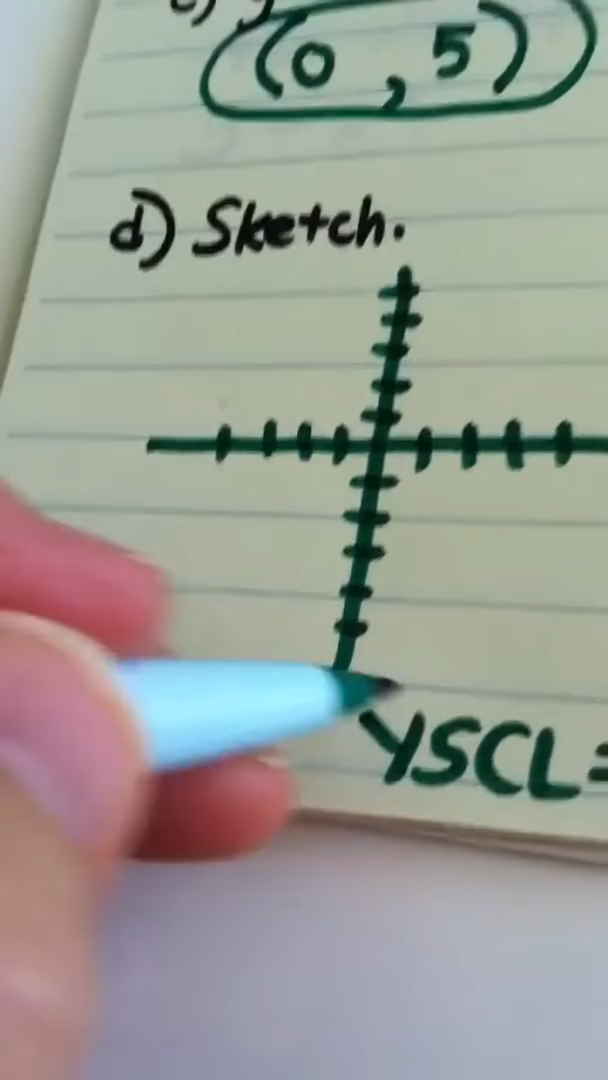 (0, 5)
d) Sketch.
YSCL=